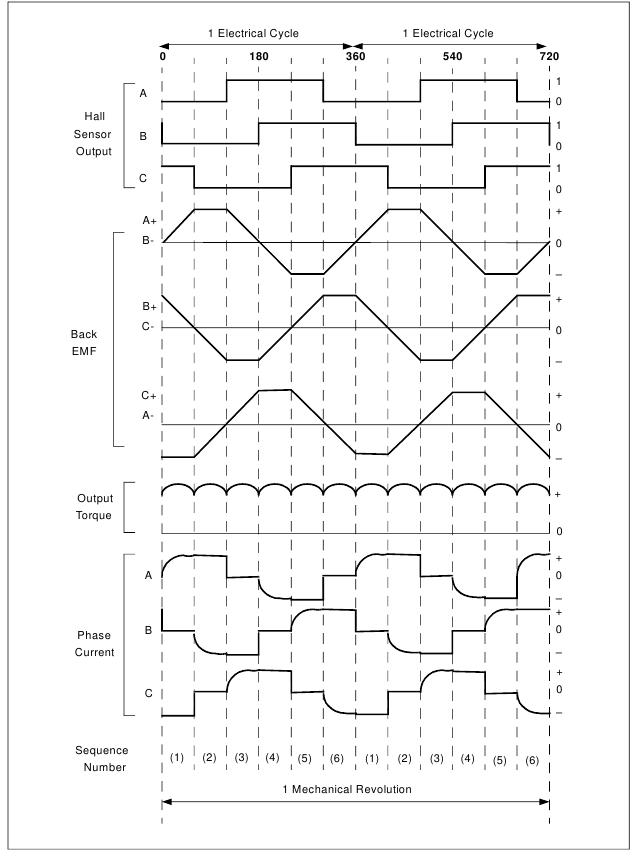 1 Electrical Cycle 1 Electrical Cycle
0 180 360 540 720
Hall
Sensor
Output
A 1
0
B 1
0
C 1
0
Back
EMF
A+ +
B- 0
–
B+ +
C- 0
–
C+ +
A- 0
–
Output
Torque
+
0
Phase
Current
A +
0
–
B +
0
–
C +
0
–
Sequence
Number
(1) (2) (3) (4) (5) (6) (1) (2) (3) (4) (5) (6)
1 Mechanical Revolution